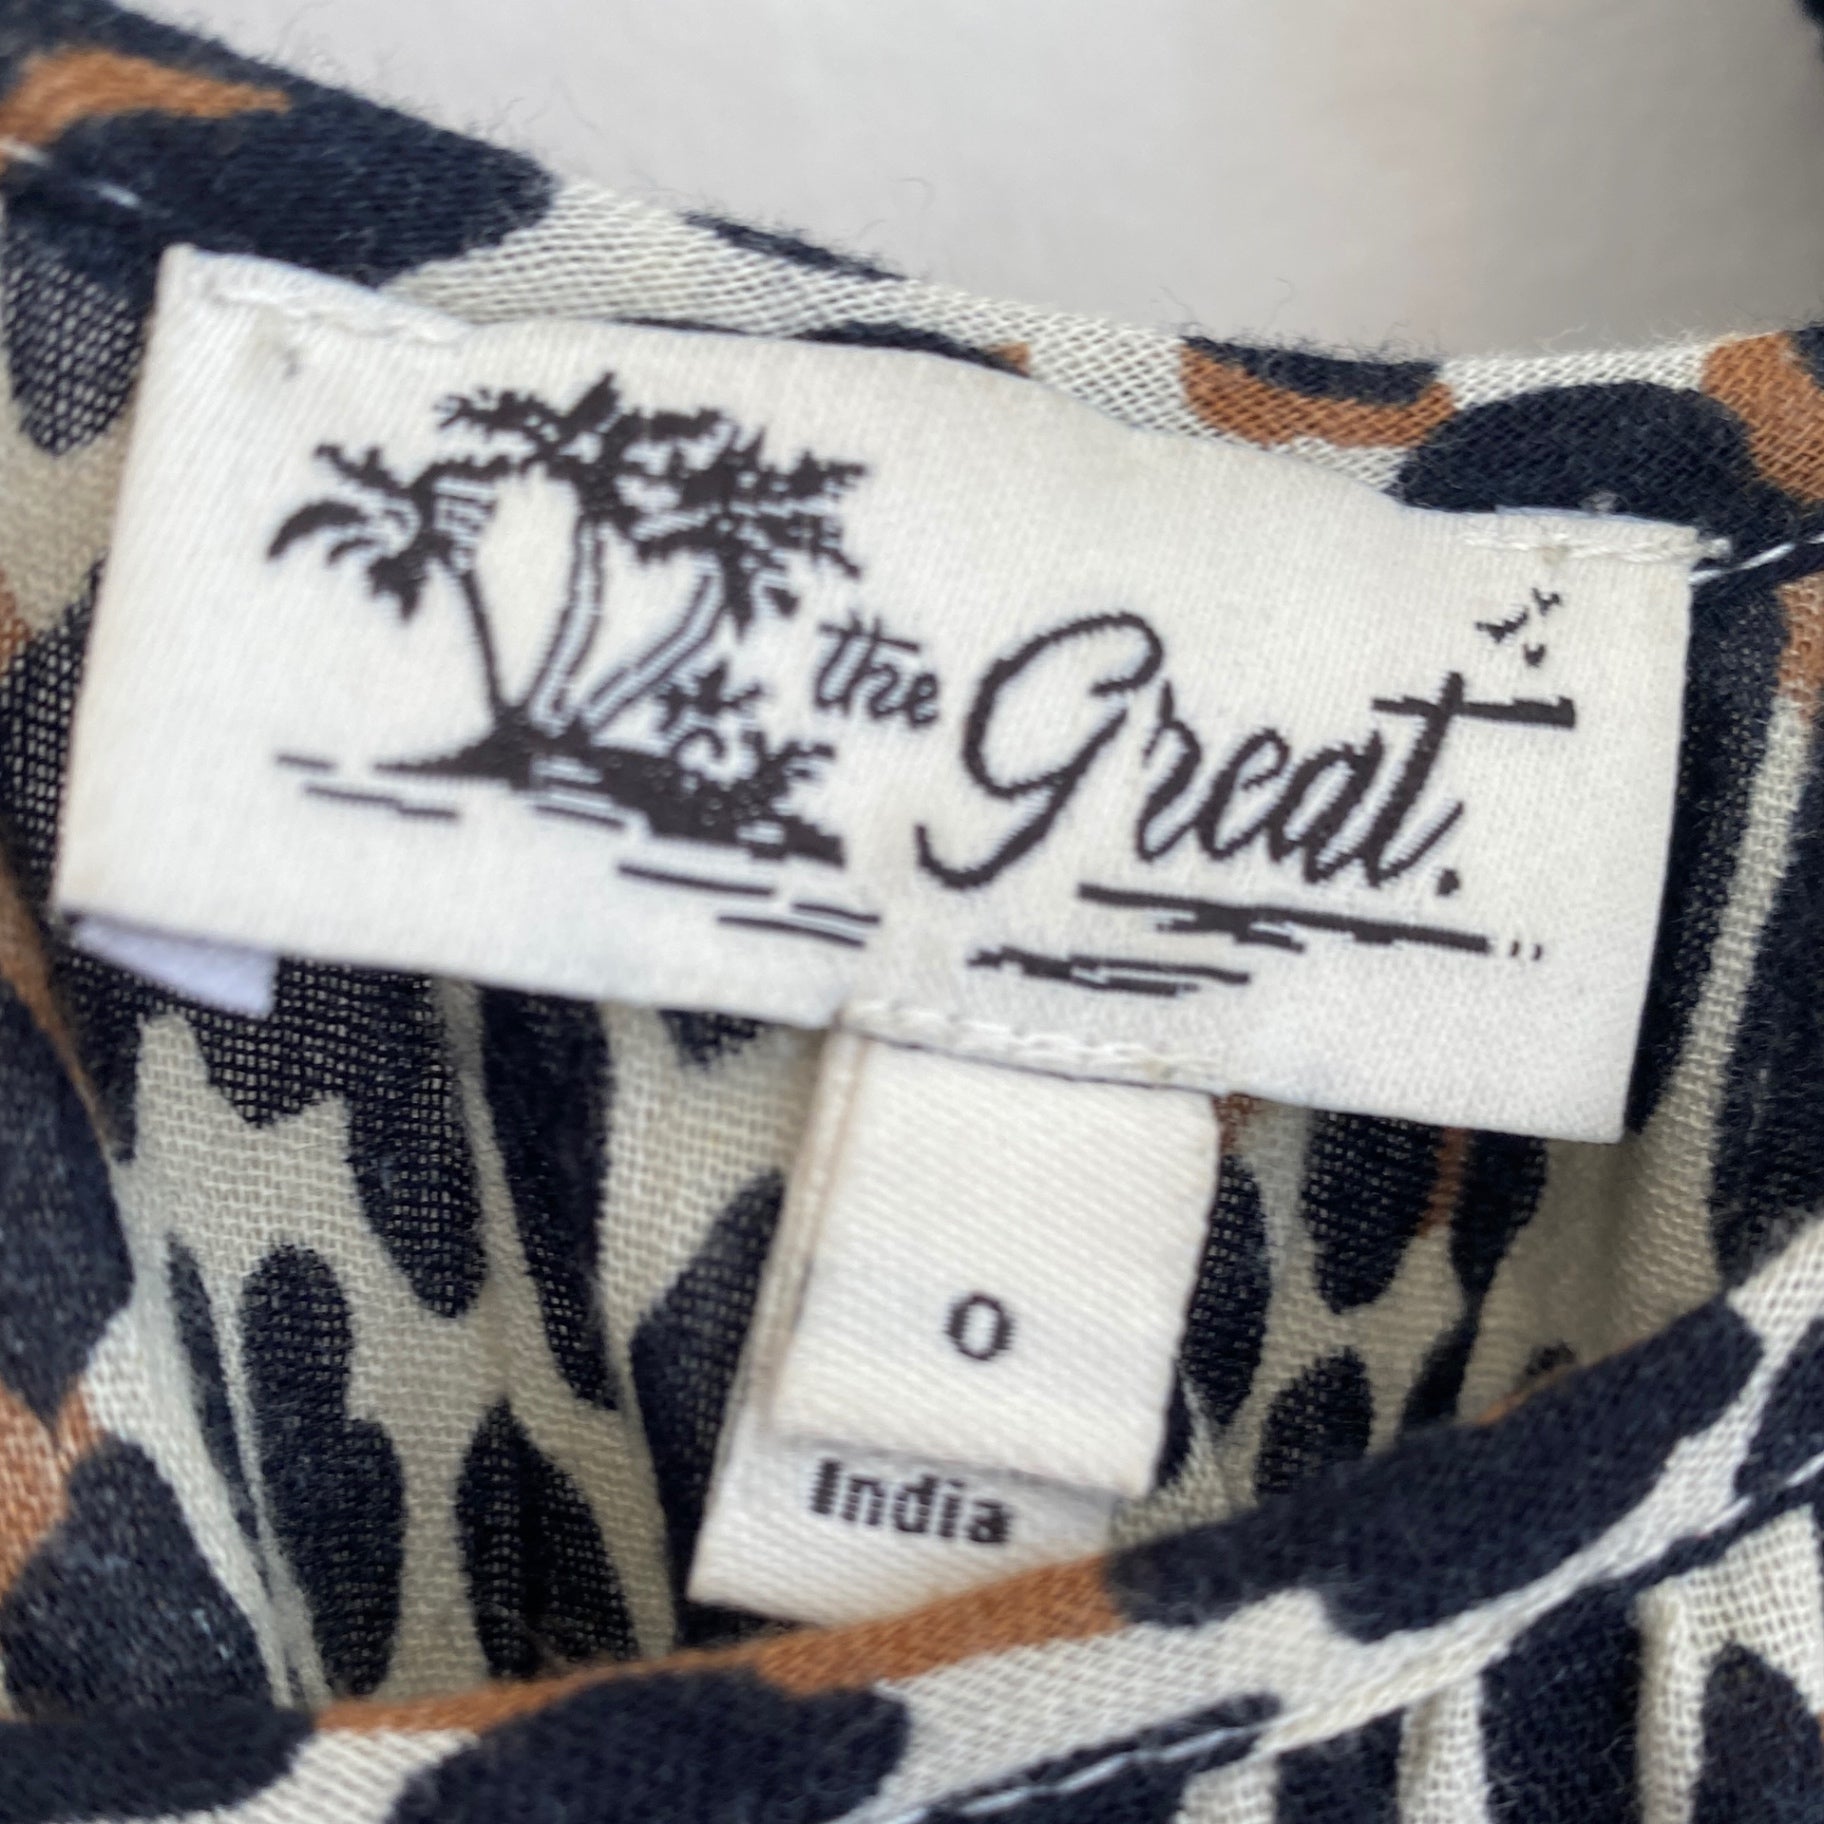 the Great.
0
India